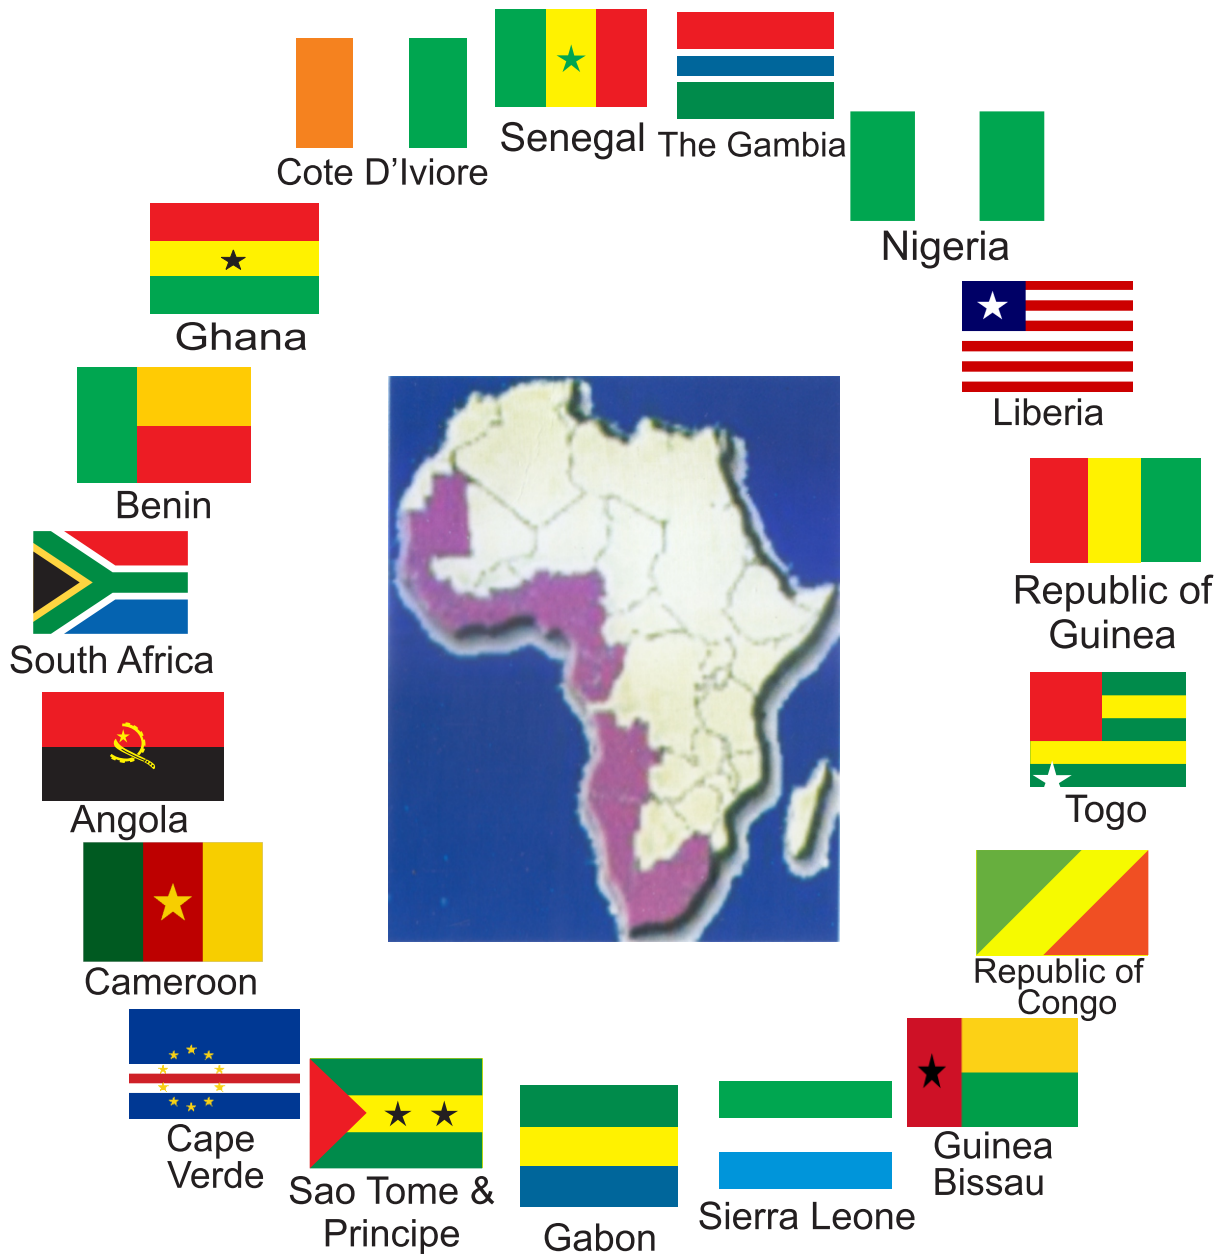 Senegal
The Gambia
Cote D'Iviore
Nigeria
Ghana
Liberia
Benin
Republic of
Guinea
South Africa
Togo
Angola
Republic of
Congo
Cameroon
Guinea
Bissau
Cape
Verde
Sao Tome &
Principe
Sierra Leone
Gabon